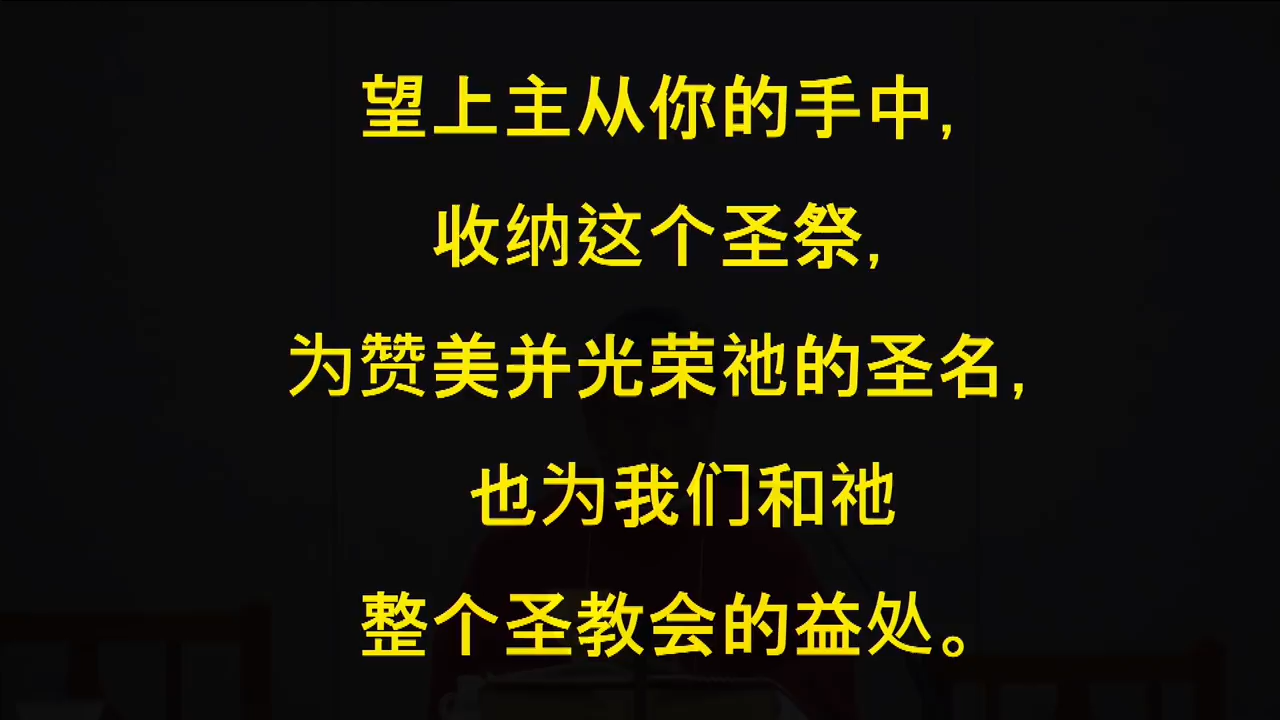 望上主从你的手中,
收纳这个圣祭,
为赞美并光荣祂的圣名,
也为我们和祂
整个圣教会的益处。